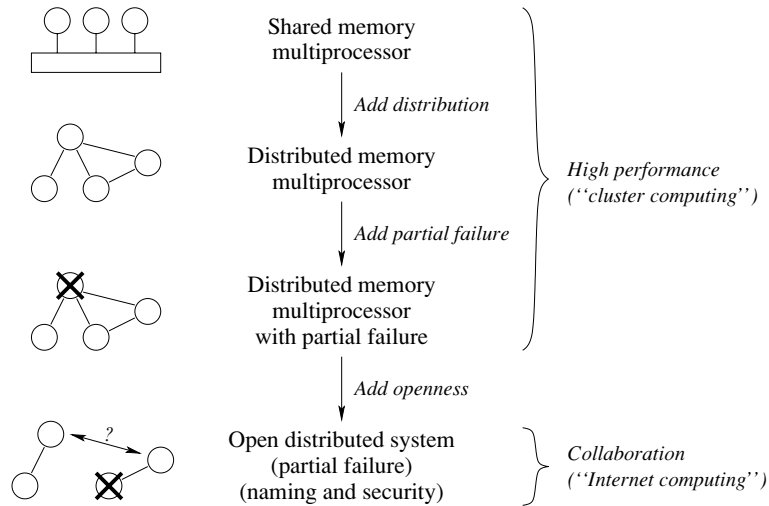 Shared memory
multiprocessor
Add distribution
Distributed memory
multiprocessor
High performance
(‘‘cluster computing’’)
Add partial failure
Distributed memory
multiprocessor
with partial failure
Add openness
?
Open distributed system
(partial failure)
(naming and security)
Collaboration
(‘‘Internet computing’’)